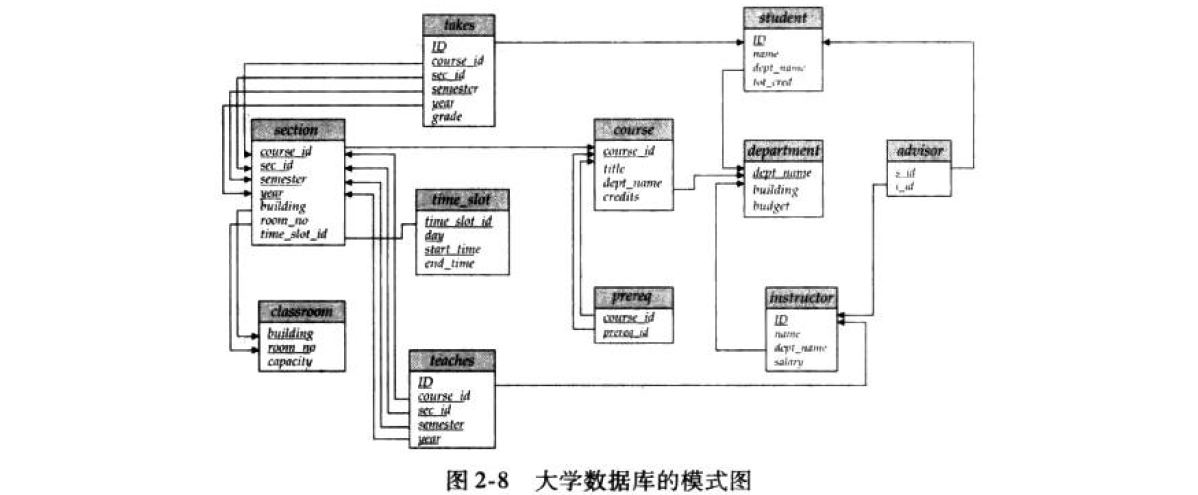 takes
ID
course_id
sec_id
semester
year
grade
student
ID
name
dept_name
tot_cred
section
course_id
sec_id
semester
year
building
room_no
time_slot_id
course
course_id
title
dept_name
credits
department
dept_name
building
budget
advisor
s_id
i_id
time_slot
time_slot_id
day
start_time
end_time
prereq
course_id
prereq_id
instructor
ID
name
dept_name
salary
classroom
building
room_no
capacity
teaches
ID
course_id
sec_id
semester
year
图 2-8 大学数据库的模式图